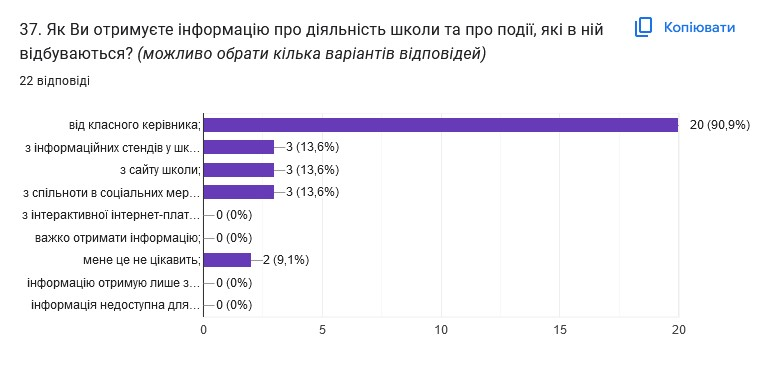 37. Як Ви отримуєте інформацію про діяльність школи та про події, які в ній
відбуваються? (можливо обрати кілька варіантів відповідей)
Копіювати
22 відповіді
від класного керівника; 20 (90,9%)
з інформаційних стендів у шк… 3 (13,6%)
з сайту школи; 3 (13,6%)
з спільноти в соціальних мер… 3 (13,6%)
з інтерактивної інтернет-плат… 0 (0%)
важко отримати інформацію; 0 (0%)
мене це не цікавить; 2 (9,1%)
інформацію отримую лише з… 0 (0%)
інформація недоступна для… 0 (0%)
0 5 10 15 20